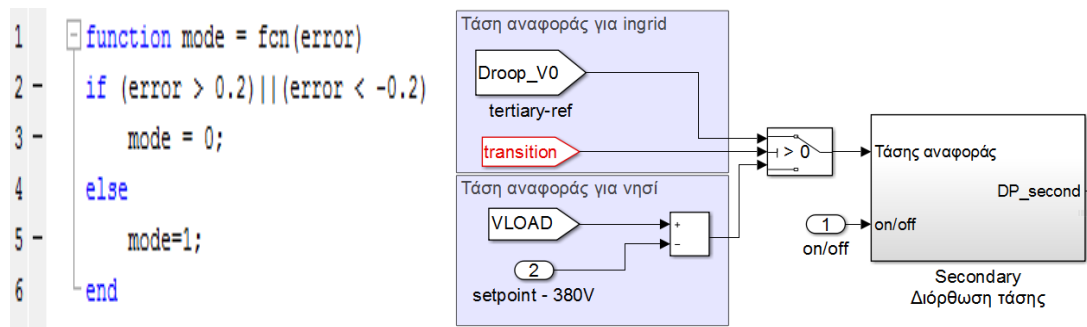 1 function mode = fcn(error)
2 - if (error > 0.2)||(error < -0.2)
3 - mode = 0;
4 else
5 - mode=1;
6 end
Τάση αναφοράς για ingrid
Droop_V0
tertiary-ref
transition
> 0
Τάση αναφοράς για νησί
VLOAD
+
−
2
setpoint - 380V
Τάσης αναφοράς
DP_second
1
on/off
on/off
Secondary
Διόρθωση τάσης